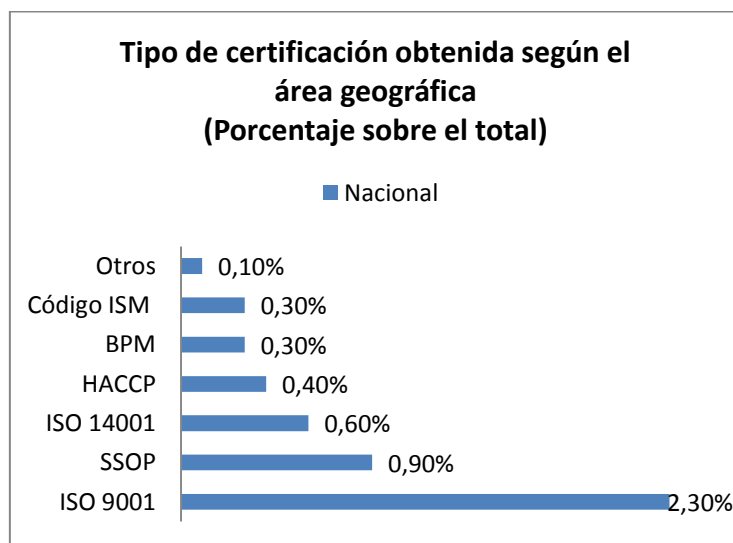 Tipo de certificación obtenida según el
área geográfica
(Porcentaje sobre el total)
Nacional
Otros 0,10%
Código ISM 0,30%
BPM 0,30%
HACCP 0,40%
ISO 14001 0,60%
SSOP 0,90%
ISO 9001 2,30%